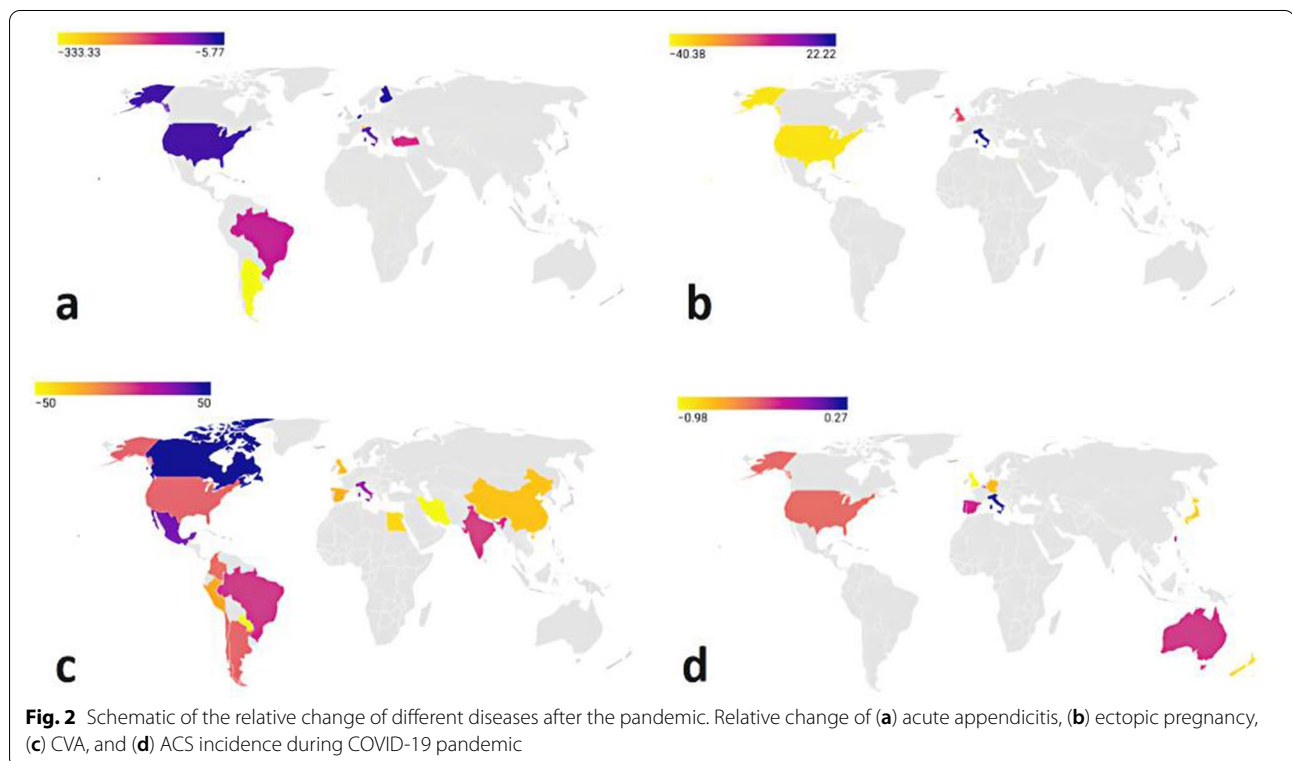 -333.33 -5.77
-40.38 22.22
a
b
-50 50
-0.98 0.27
c
d
Fig. 2 Schematic of the relative change of different diseases after the pandemic. Relative change of (a) acute appendicitis, (b) ectopic pregnancy,
(c) CVA, and (d) ACS incidence during COVID-19 pandemic